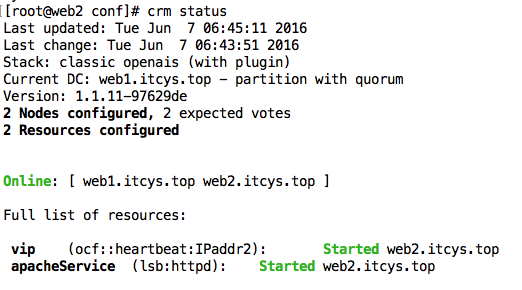 [[root@web2 conf]# crm status
Last updated: Tue Jun  7 06:45:11 2016
Last change: Tue Jun  7 06:43:51 2016
Stack: classic openais (with plugin)
Current DC: web1.itcys.top - partition with quorum
Version: 1.1.11-97629de
2 Nodes configured, 2 expected votes
2 Resources configured
Online: [ web1.itcys.top web2.itcys.top ]
Full list of resources:
vip    (ocf::heartbeat:IPaddr2):       Started web2.itcys.top
apacheService  (lsb:httpd):    Started web2.itcys.top